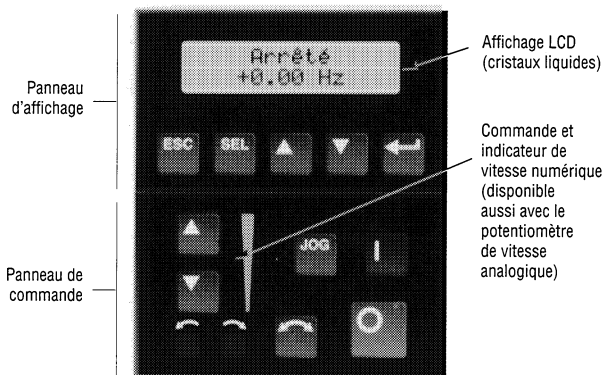 Arrêté
+0.00 Hz
Affichage LCD
(cristaux liquides)
Panneau
d'affichage
ESC
SEL
Commande et
indicateur de
vitesse numérique
(disponible
aussi avec le
potentiomètre
de vitesse
analogique)
Panneau de
commande
JOG
I
O